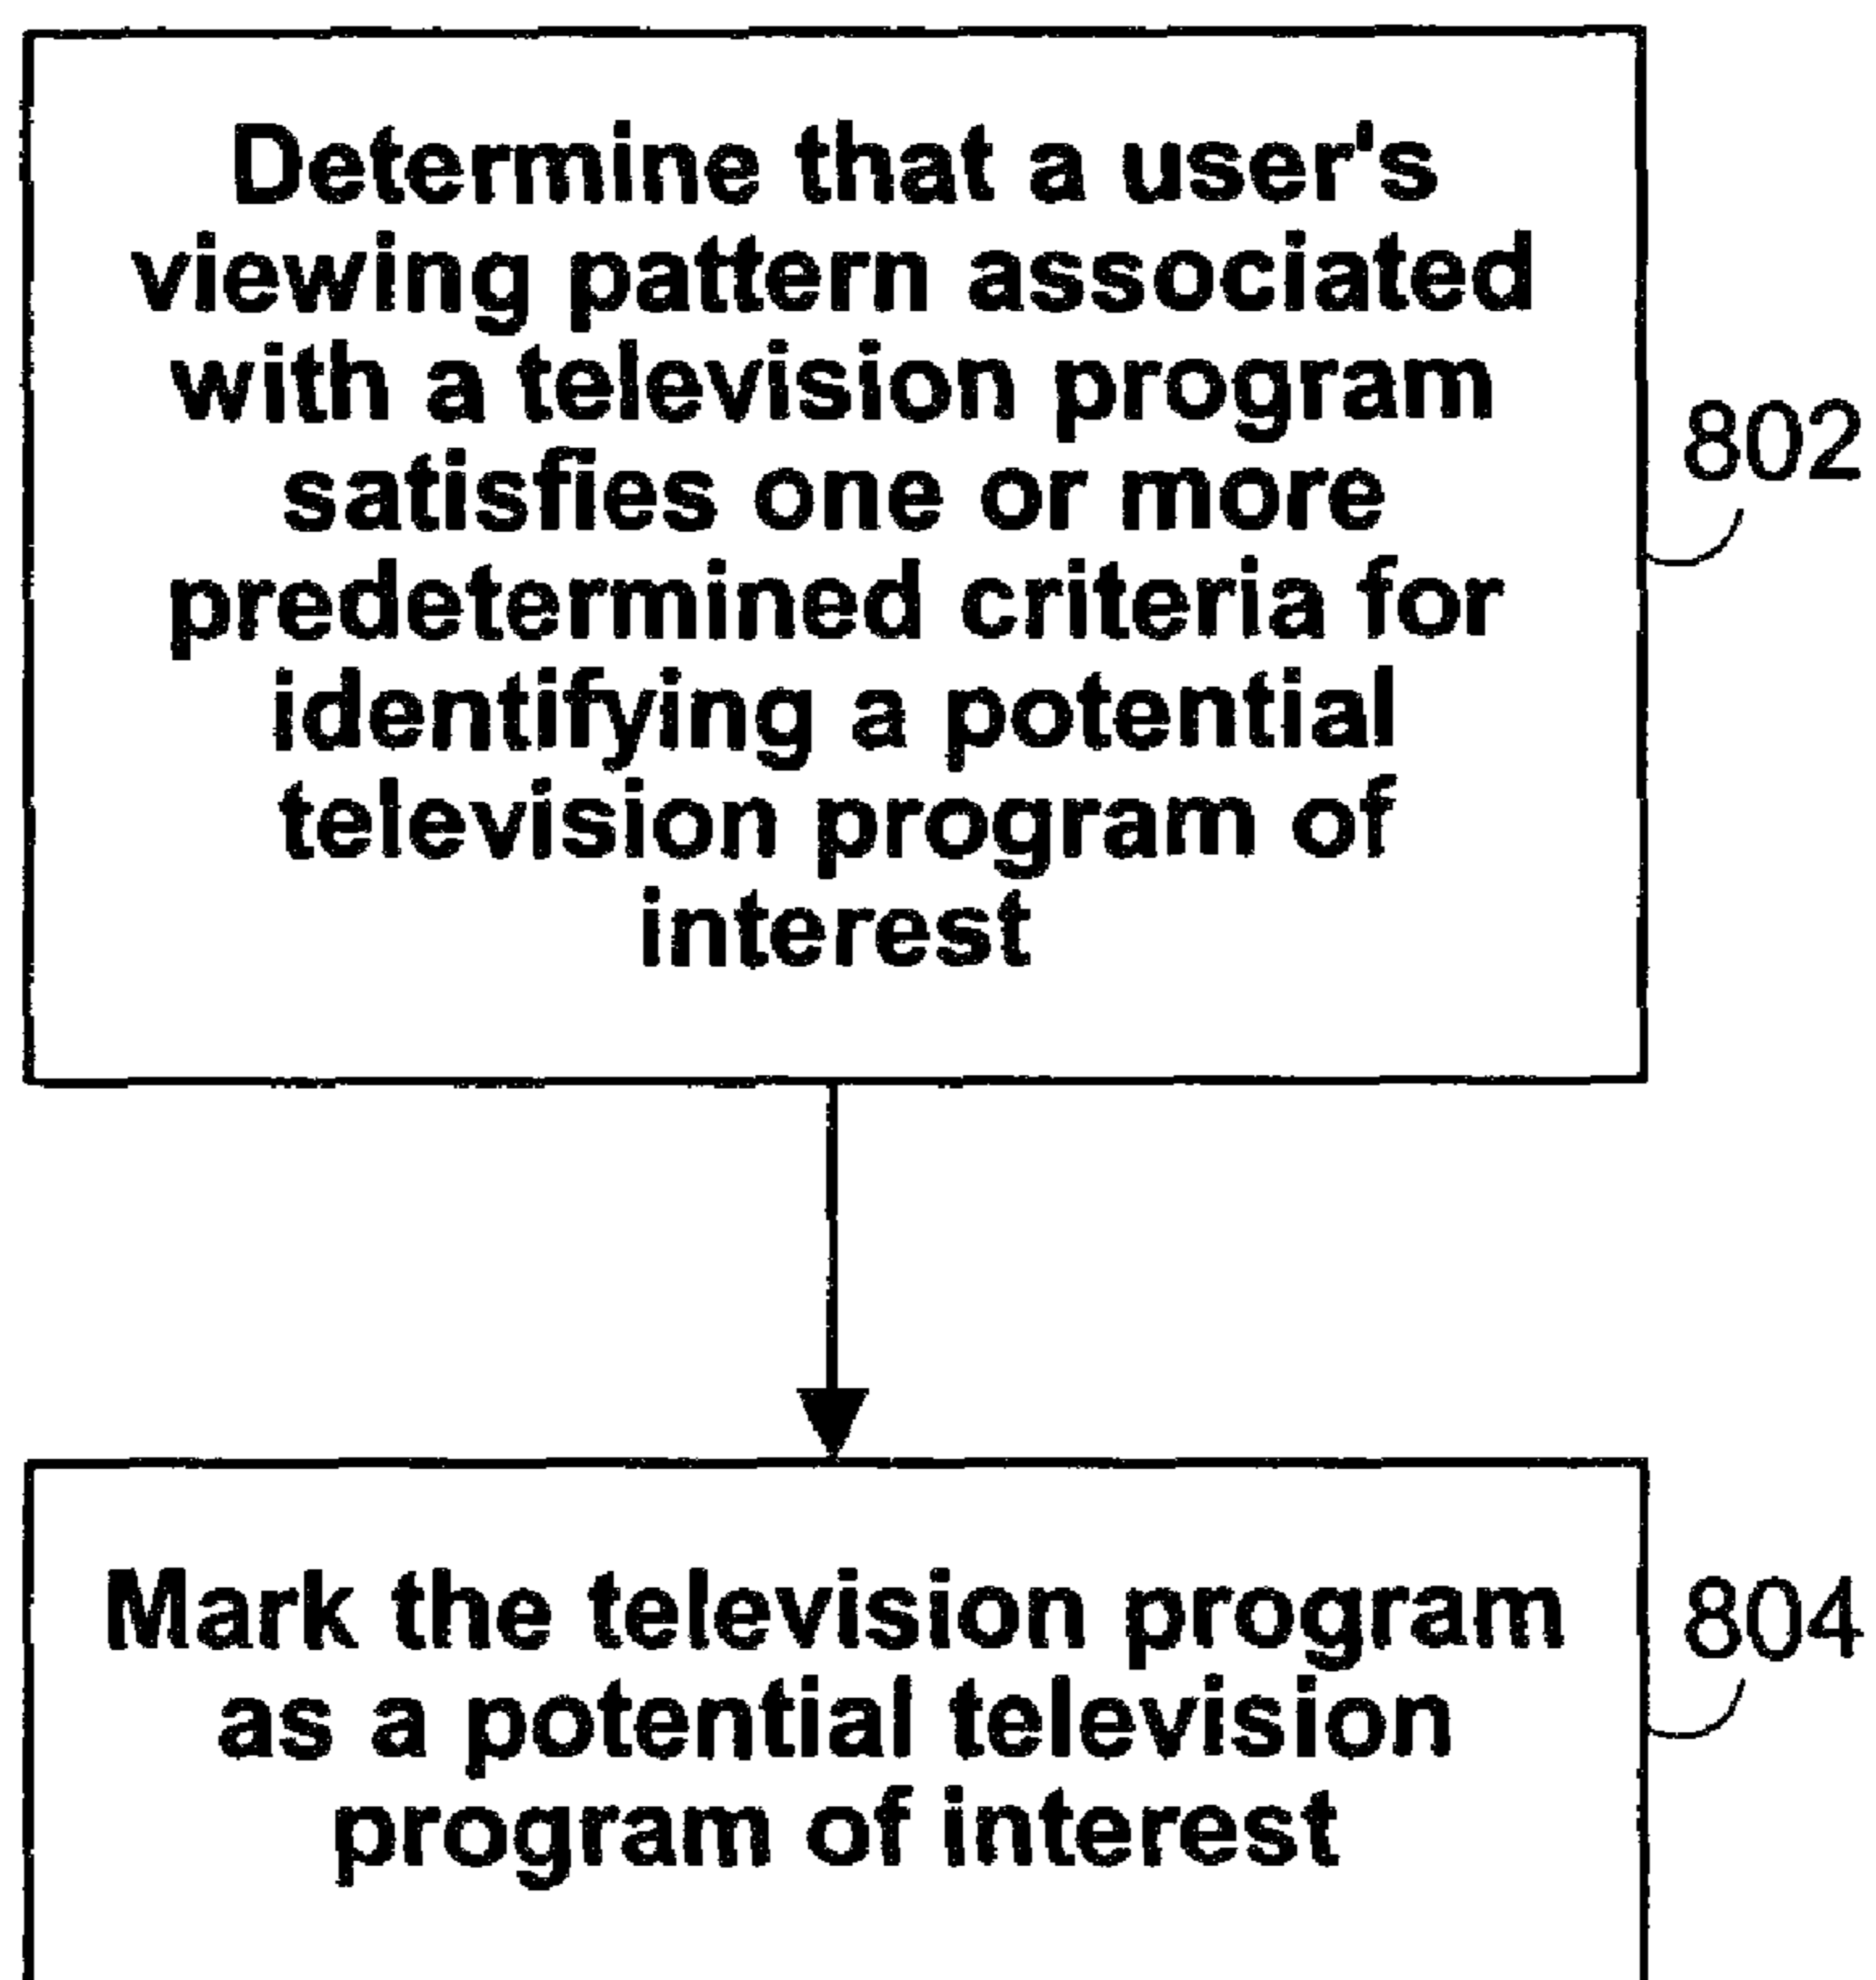 Determine that a user's
viewing pattern associated
with a television program
satisfies one or more
predetermined criteria for
identifying a potential
television program of
interest
802
Mark the television program
as a potential television
program of interest
804